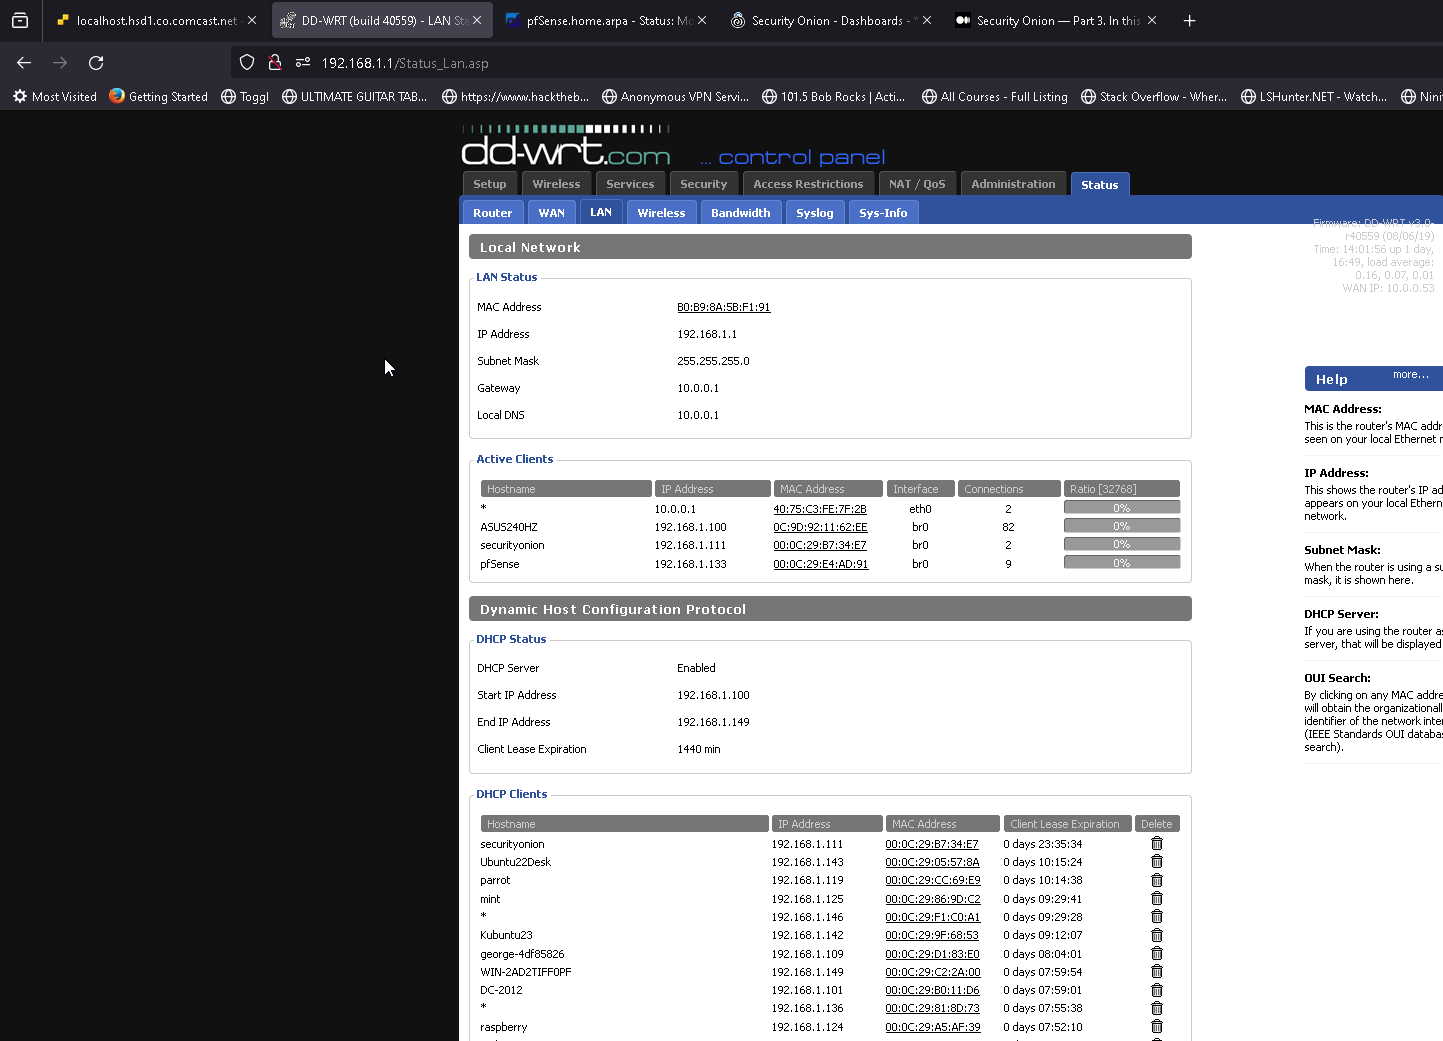 localhost.hsd1.co.comcast.net
DD-WRT (build 40559) - LAN Sta
pfSense.home.arpa - Status: Mo
Security Onion - Dashboards - *
Security Onion — Part 3. In this
192.168.1.1/Status_Lan.asp
Most Visited Getting Started Toggl ULTIMATE GUITAR TAB... https://www.hacktheb... Anonymous VPN Servi... 101.5 Bob Rocks | Acti... All Courses - Full Listing Stack Overflow - Wher... LSHunter.NET - Watch... Nini
dd-wrt.com ... control panel
Setup Wireless Services Security Access Restrictions NAT / QoS Administration Status
Router WAN LAN Wireless Bandwidth Syslog Sys-Info
Firmware: DD-WRT v3.0-
r40559 (08/06/19)
Time: 14:01:56 up 1 day,
16:49, load average:
0.16, 0.07, 0.01
WAN IP: 10.0.0.53
Local Network
LAN Status
MAC Address B0:B9:8A:5B:F1:91
IP Address 192.168.1.1
Subnet Mask 255.255.255.0
Gateway 10.0.0.1
Local DNS 10.0.0.1
Active Clients
Hostname IP Address MAC Address Interface Connections Ratio [32768]
* 10.0.0.1 40:75:C3:FE:7F:2B eth0 2 0%
ASUS240HZ 192.168.1.100 0C:9D:92:11:62:EE br0 82 0%
securityonion 192.168.1.111 00:0C:29:B7:34:E7 br0 2 0%
pfSense 192.168.1.133 00:0C:29:E4:AD:91 br0 9 0%
Dynamic Host Configuration Protocol
DHCP Status
DHCP Server Enabled
Start IP Address 192.168.1.100
End IP Address 192.168.1.149
Client Lease Expiration 1440 min
DHCP Clients
Hostname IP Address MAC Address Client Lease Expiration Delete
securityonion 192.168.1.111 00:0C:29:B7:34:E7 0 days 23:35:34
Ubuntu22Desk 192.168.1.143 00:0C:29:05:57:8A 0 days 10:15:24
parrot 192.168.1.119 00:0C:29:CC:69:E9 0 days 10:14:38
mint 192.168.1.125 00:0C:29:86:9D:C2 0 days 09:29:41
* 192.168.1.146 00:0C:29:F1:C0:A1 0 days 09:29:28
Kubuntu23 192.168.1.142 00:0C:29:9F:68:53 0 days 09:12:07
george-4df85826 192.168.1.109 00:0C:29:D1:83:E0 0 days 08:04:01
WIN-2AD2TIFF0PF 192.168.1.149 00:0C:29:C2:2A:00 0 days 07:59:54
DC-2012 192.168.1.101 00:0C:29:B0:11:D6 0 days 07:59:01
* 192.168.1.136 00:0C:29:81:8D:73 0 days 07:55:38
raspberry 192.168.1.124 00:0C:29:A5:AF:39 0 days 07:52:10
Help more...
MAC Address:
This is the router's MAC addr
seen on your local Ethernet n
IP Address:
This shows the router's IP ad
appears on your local Ethern
network.
Subnet Mask:
When the router is using a su
mask, it is shown here.
DHCP Server:
If you are using the router as
server, that will be displayed
OUI Search:
By clicking on any MAC addre
will obtain the organizationall
identifier of the network inter
(IEEE Standards OUI databas
search).